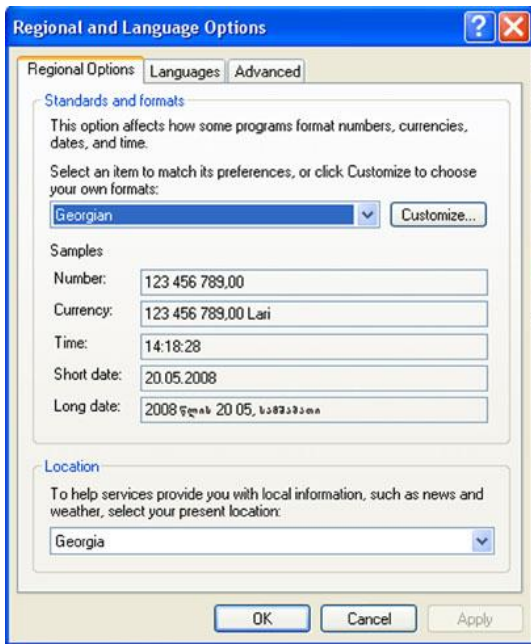 Regional and Language Options
Regional Options Languages Advanced
Standards and formats
This option affects how some programs format numbers, currencies,
dates, and time.
Select an item to match its preferences, or click Customize to choose
your own formats:
Georgian Customize...
Samples
Number: 123 456 789,00
Currency: 123 456 789,00 Lari
Time: 14:18:28
Short date: 20.05.2008
Long date: 2008 წლის 20 05, სამშაბათი
Location
To help services provide you with local information, such as news and
weather, select your present location:
Georgia
OK Cancel Apply